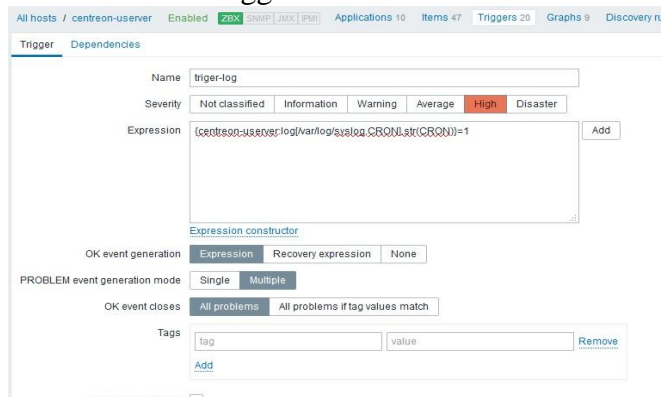 gg
All hosts / centreon-userver Enabled ZBX SNMP JMX IPMI Applications 10 Items 47 Triggers 20 Graphs 9 Discovery ru
Trigger Dependencies
Name triger-log
Severity Not classified Information Warning Average High Disaster
Expression {centreon-userver:log[/var/log/syslog,CRON].str(CRON)}=1 Add
Expression constructor
OK event generation Expression Recovery expression None
PROBLEM event generation mode Single Multiple
OK event closes All problems All problems if tag values match
Tags tag value Remove
Add